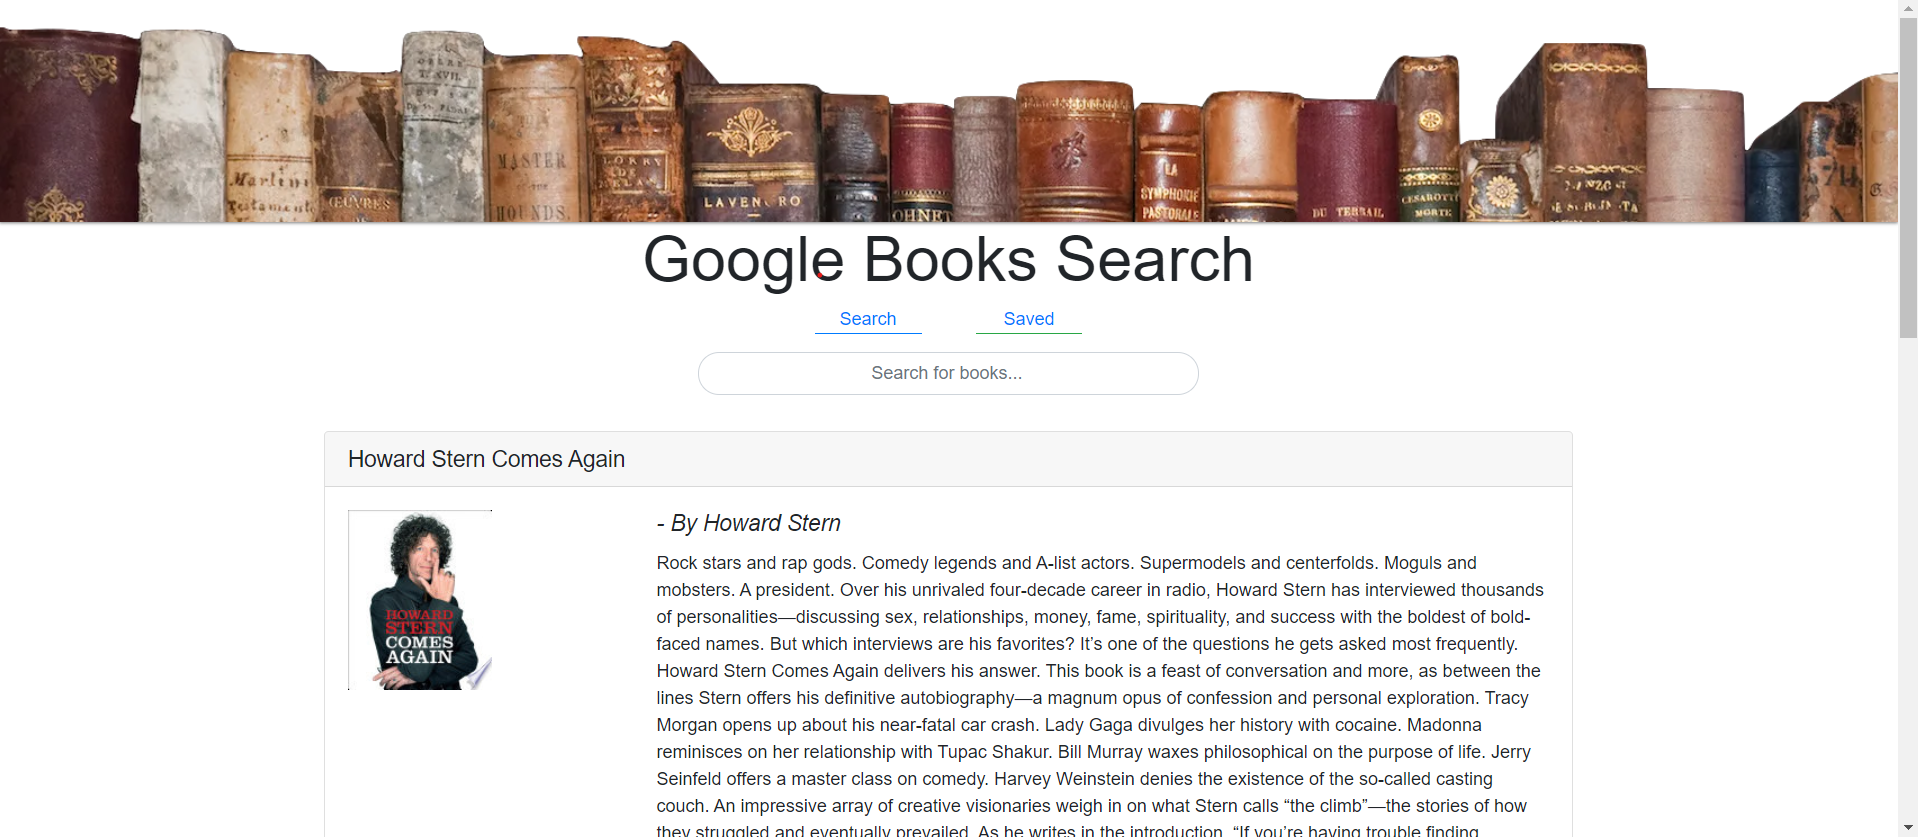 Martini
Testament
ŒUVRES
MASTER
HOUNDS.
LA
SYMPHONIE
PASTORALE
OHNET
DU TERRAIL
CESAROTTI
MORTE
Google Books Search
Search Saved
Search for books...
Howard Stern Comes Again
HOWARD
STERN
COMES
AGAIN
- By Howard Stern
Rock stars and rap gods. Comedy legends and A-list actors. Supermodels and centerfolds. Moguls and
mobsters. A president. Over his unrivaled four-decade career in radio, Howard Stern has interviewed thousands
of personalities—discussing sex, relationships, money, fame, spirituality, and success with the boldest of bold-
faced names. But which interviews are his favorites? It’s one of the questions he gets asked most frequently.
Howard Stern Comes Again delivers his answer. This book is a feast of conversation and more, as between the
lines Stern offers his definitive autobiography—a magnum opus of confession and personal exploration. Tracy
Morgan opens up about his near-fatal car crash. Lady Gaga divulges her history with cocaine. Madonna
reminisces on her relationship with Tupac Shakur. Bill Murray waxes philosophical on the purpose of life. Jerry
Seinfeld offers a master class on comedy. Harvey Weinstein denies the existence of the so-called casting
couch. An impressive array of creative visionaries weigh in on what Stern calls “the climb”—the stories of how
they struggled and eventually prevailed. As he writes in the introduction, “If you’re having trouble finding